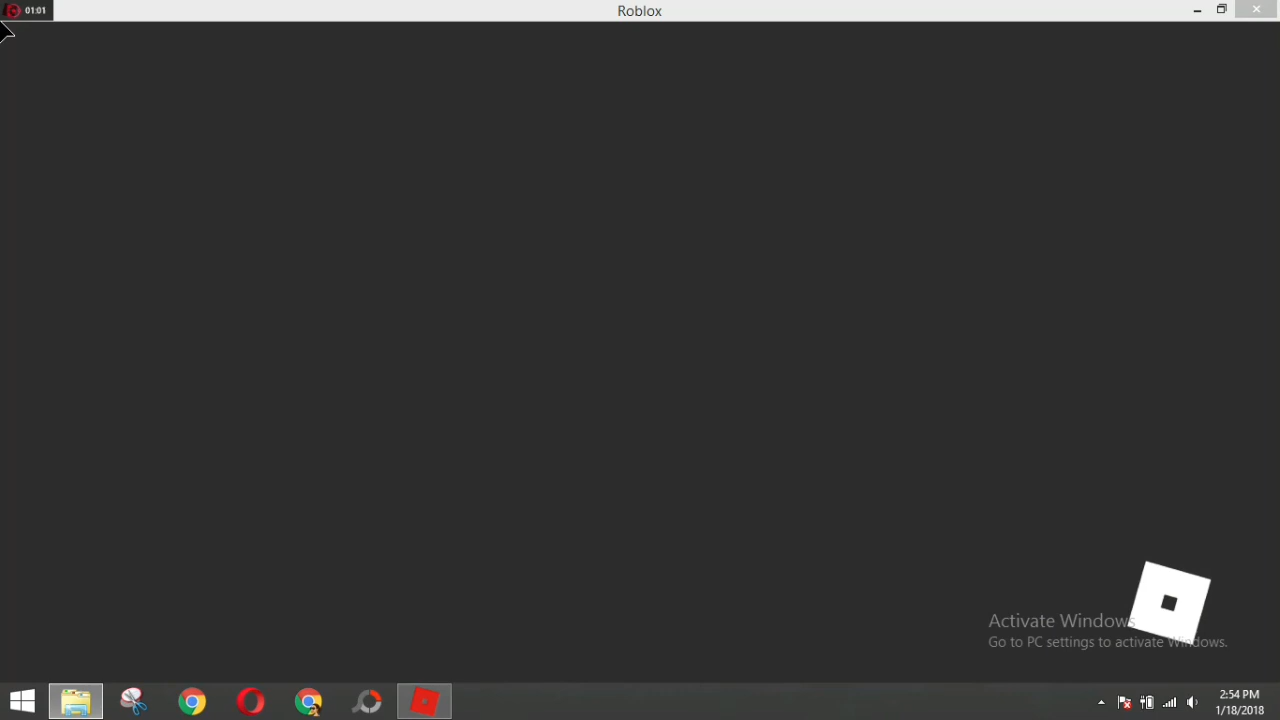 01:01
Roblox
Activate Windows
Go to PC settings to activate Windows.
2:54 PM
1/18/2018